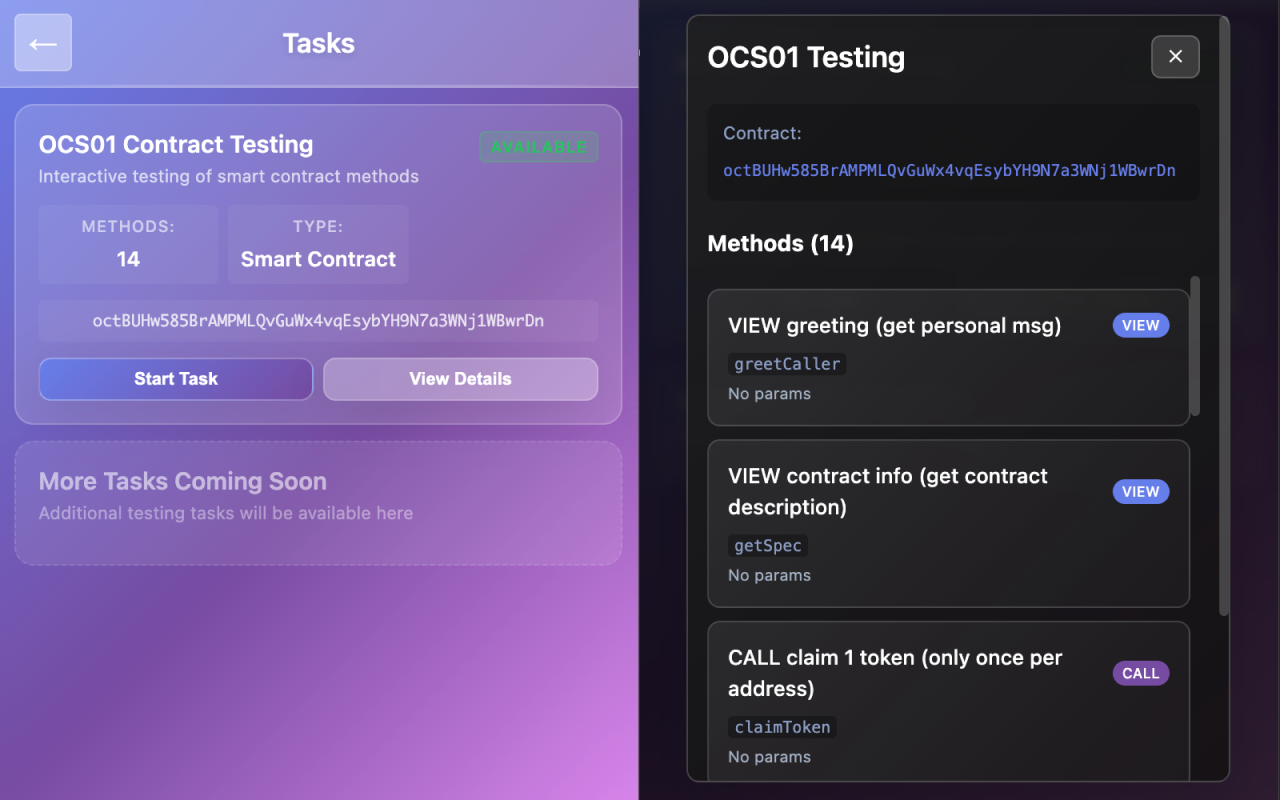 ←
Tasks
OCS01 Contract Testing
AVAILABLE
Interactive testing of smart contract methods
METHODS:
14
TYPE:
Smart Contract
octBUHw585BrAMPMLQvGuWx4vqEsybYH9N7a3WNj1WBwrDn
Start Task
View Details
More Tasks Coming Soon
Additional testing tasks will be available here
OCS01 Testing
×
Contract:
octBUHw585BrAMPMLQvGuWx4vqEsybYH9N7a3WNj1WBwrDn
Methods (14)
VIEW greeting (get personal msg)
VIEW
greetCaller
No params
VIEW contract info (get contract
description)
VIEW
getSpec
No params
CALL claim 1 token (only once per
address)
CALL
claimToken
No params